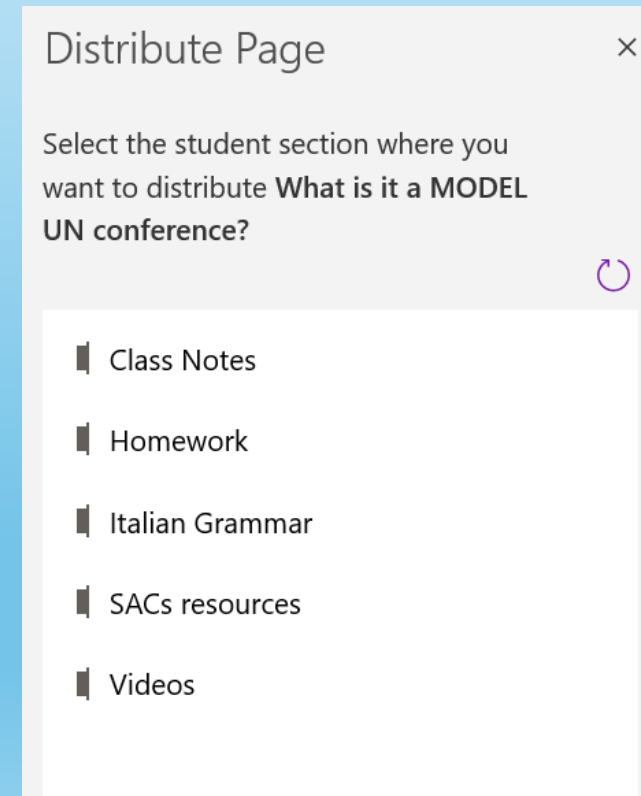 Distribute Page
Select the student section where you
want to distribute What is it a MODEL
UN conference?
Class Notes
Homework
Italian Grammar
SACs resources
Videos